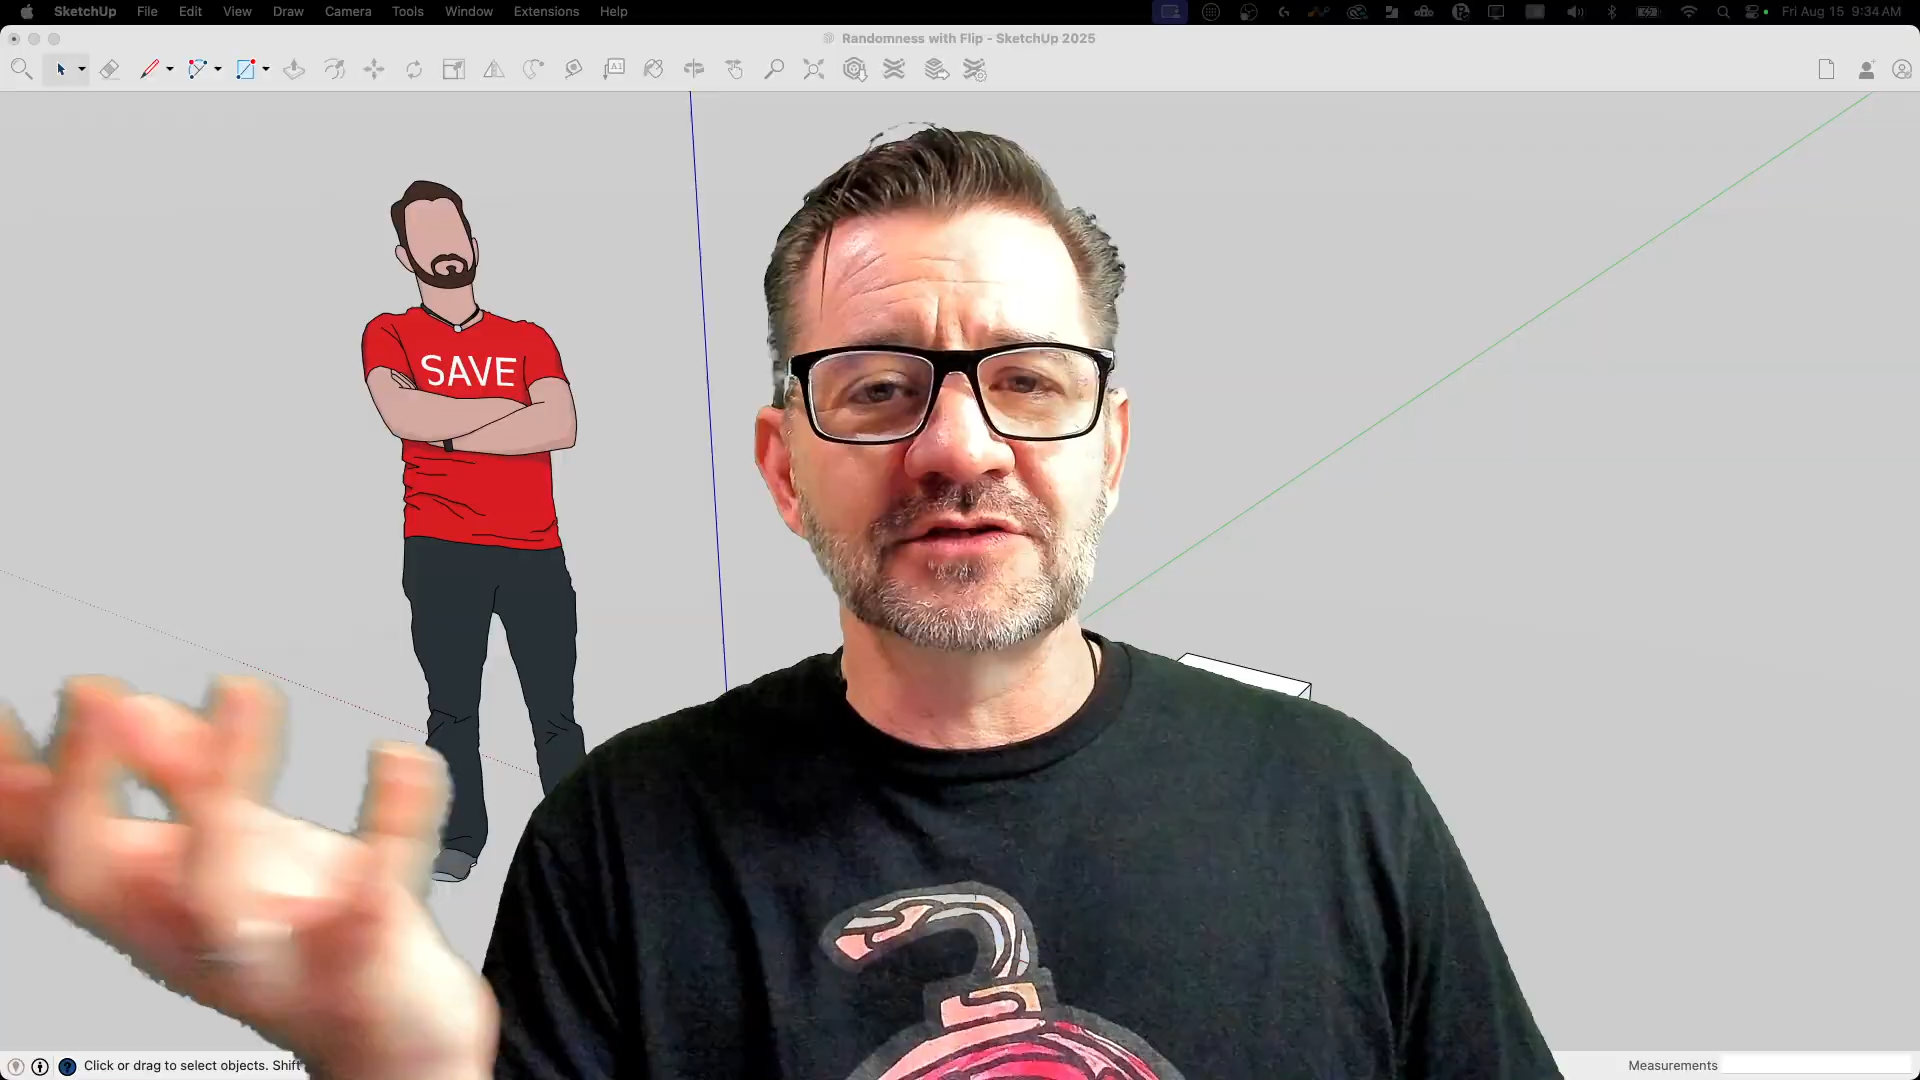 SketchUp File Edit View Draw Camera Tools Window Extensions Help
Fri Aug 15 9:34 AM
Randomness with Flip - SketchUp 2025
A1
SAVE
Click or drag to select objects. Shift
Measurements